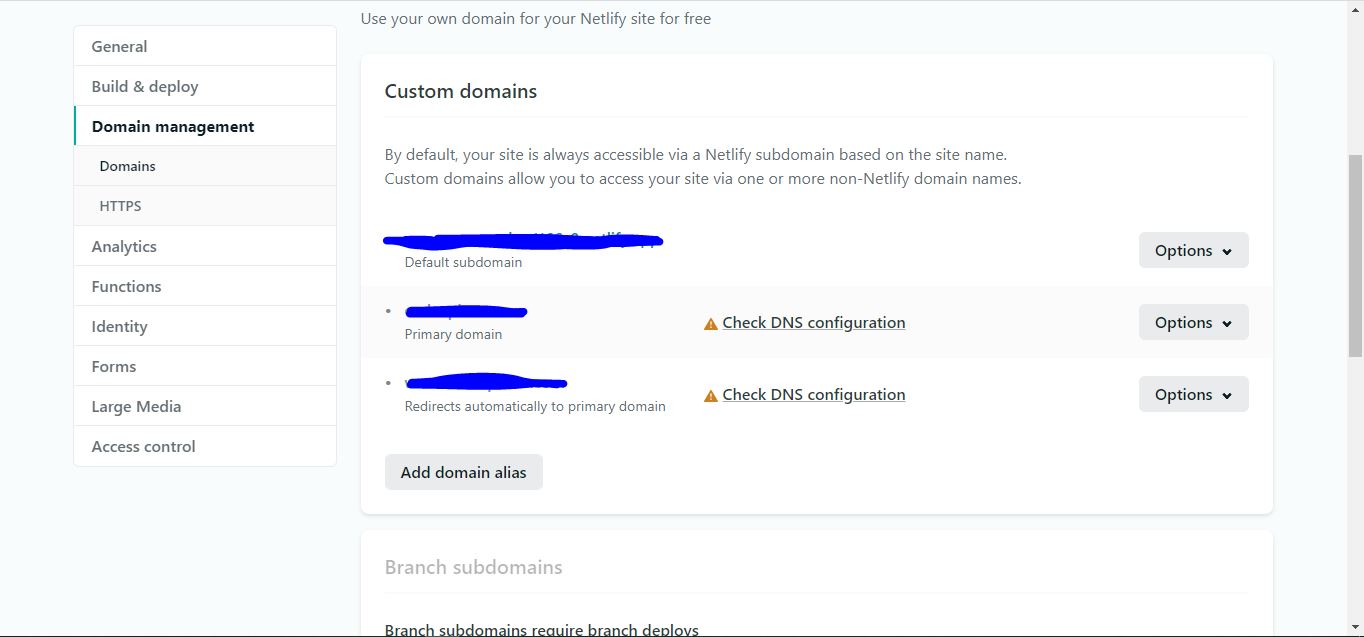 Use your own domain for your Netlify site for free
General
Build & deploy
Domain management
Domains
HTTPS
Analytics
Functions
Identity
Forms
Large Media
Access control
Custom domains
By default, your site is always accessible via a Netlify subdomain based on the site name.
Custom domains allow you to access your site via one or more non-Netlify domain names.
Default subdomain
Options
Primary domain
Check DNS configuration
Options
Redirects automatically to primary domain
Check DNS configuration
Options
Add domain alias
Branch subdomains
Branch subdomains require branch deploys